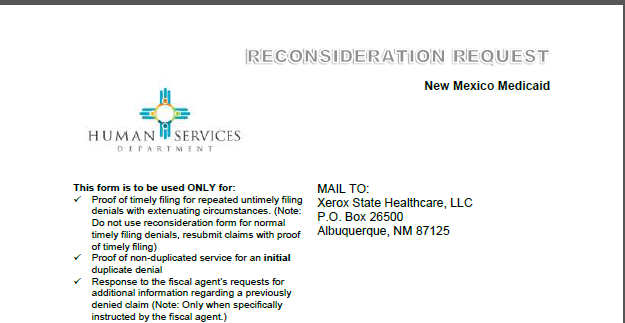 RECONSIDERATION REQUEST
New Mexico Medicaid
HUMAN SERVICES
DEPARTMENT
This form is to be used ONLY for:
✓ Proof of timely filing for repeated untimely filing
denials with extenuating circumstances. (Note:
Do not use reconsideration form for normal
timely filing denials, resubmit claims with proof
of timely filing)
✓ Proof of non-duplicated service for an initial
duplicate denial
✓ Response to the fiscal agent's requests for
additional information regarding a previously
denied claim (Note: Only when specifically
instructed by the fiscal agent.)
MAIL TO:
Xerox State Healthcare, LLC
P.O. Box 26500
Albuquerque, NM 87125